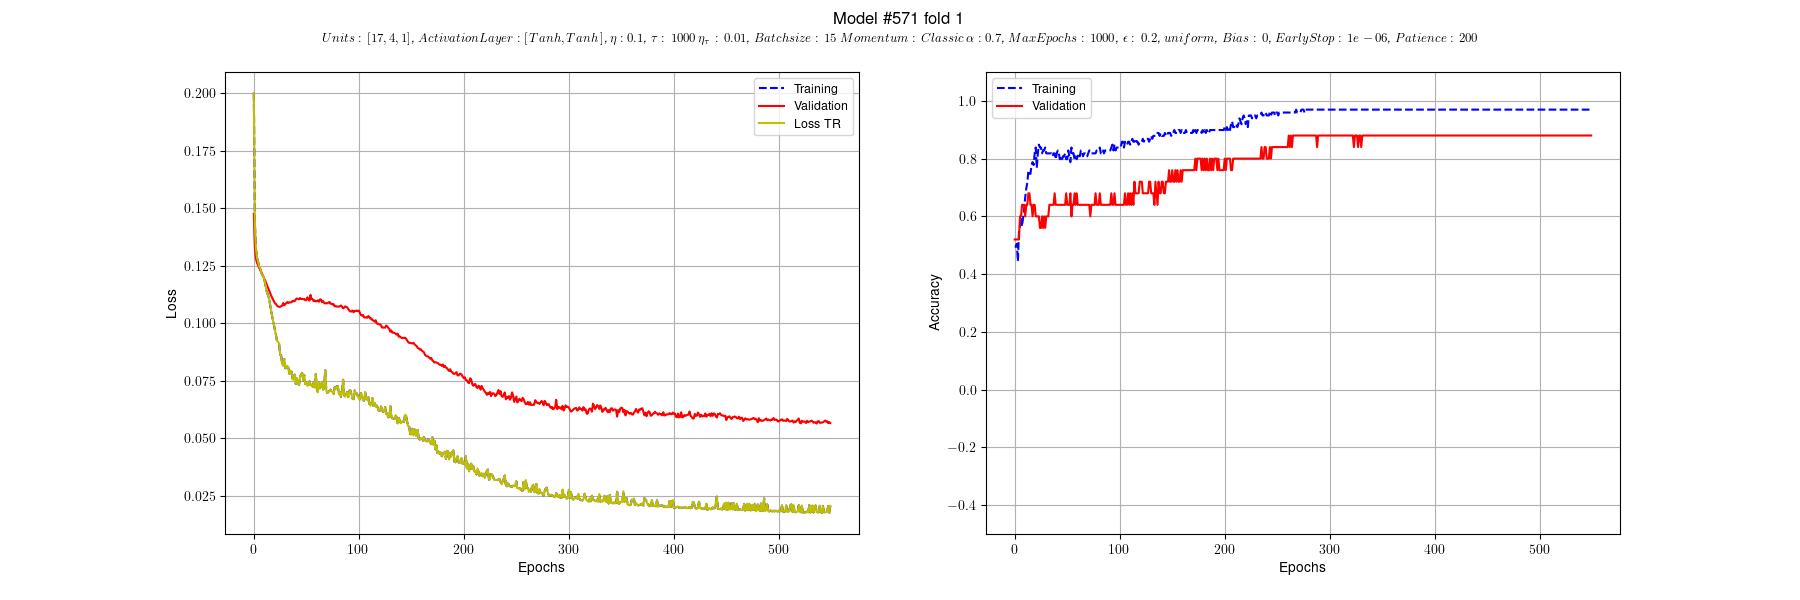 Model #571 fold 1
Units : [17, 4, 1], ActivationLayer : [Tanh, Tanh], η : 0.1, τ : 1000 η_τ : 0.01, Batchsize : 15 Momentum : Classic α : 0.7, MaxEpochs : 1000, ϵ : 0.2, uniform, Bias : 0, EarlyStop : 1e − 06, Patience : 200
Training
Validation
Loss TR
0.200
0.175
0.150
0.125
0.100
0.075
0.050
0.025
Loss
0 100 200 300 400 500
Epochs
Training
Validation
1.0
0.8
0.6
0.4
0.2
0.0
−0.2
−0.4
Accuracy
0 100 200 300 400 500
Epochs